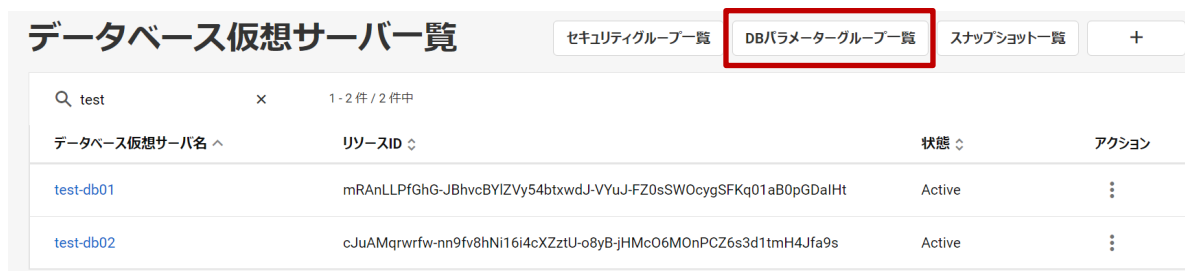 データベース仮想サーバ一覧 セキュリティグループ一覧 DBパラメーターグループ一覧 スナップショット一覧 +
test × 1 - 2 件 / 2 件中
データベース仮想サーバ名 リソースID 状態 アクション
test-db01 mRAnLLPfGhG-JBhvcBYlZVy54btxwdJ-VYuJ-FZ0sSWOcygSFKq01aB0pGDaIHt Active
test-db02 cJuAMqrwrfw-nn9fv8hNi16i4cXZztU-o8yB-jHMcO6MOnPCZ6s3d1tmH4Jfa9s Active